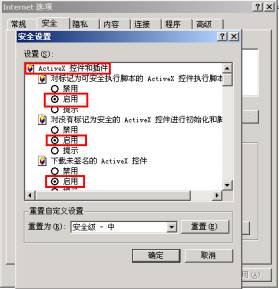 Internet 选项
常规 安全 隐私 内容 连接 程序 高级
安全设置
设置(S):
ActiveX 控件和插件
对标记为可安全执行脚本的 ActiveX 控件执行脚本
禁用
启用
提示
对没有标记为安全的 ActiveX 控件进行初始化和脚
禁用
启用
提示
下载未签名的 ActiveX 控件
禁用
启用
重置自定义设置
重置为(R): 安全级 - 中 重置(E)
确定 取消
用(A)